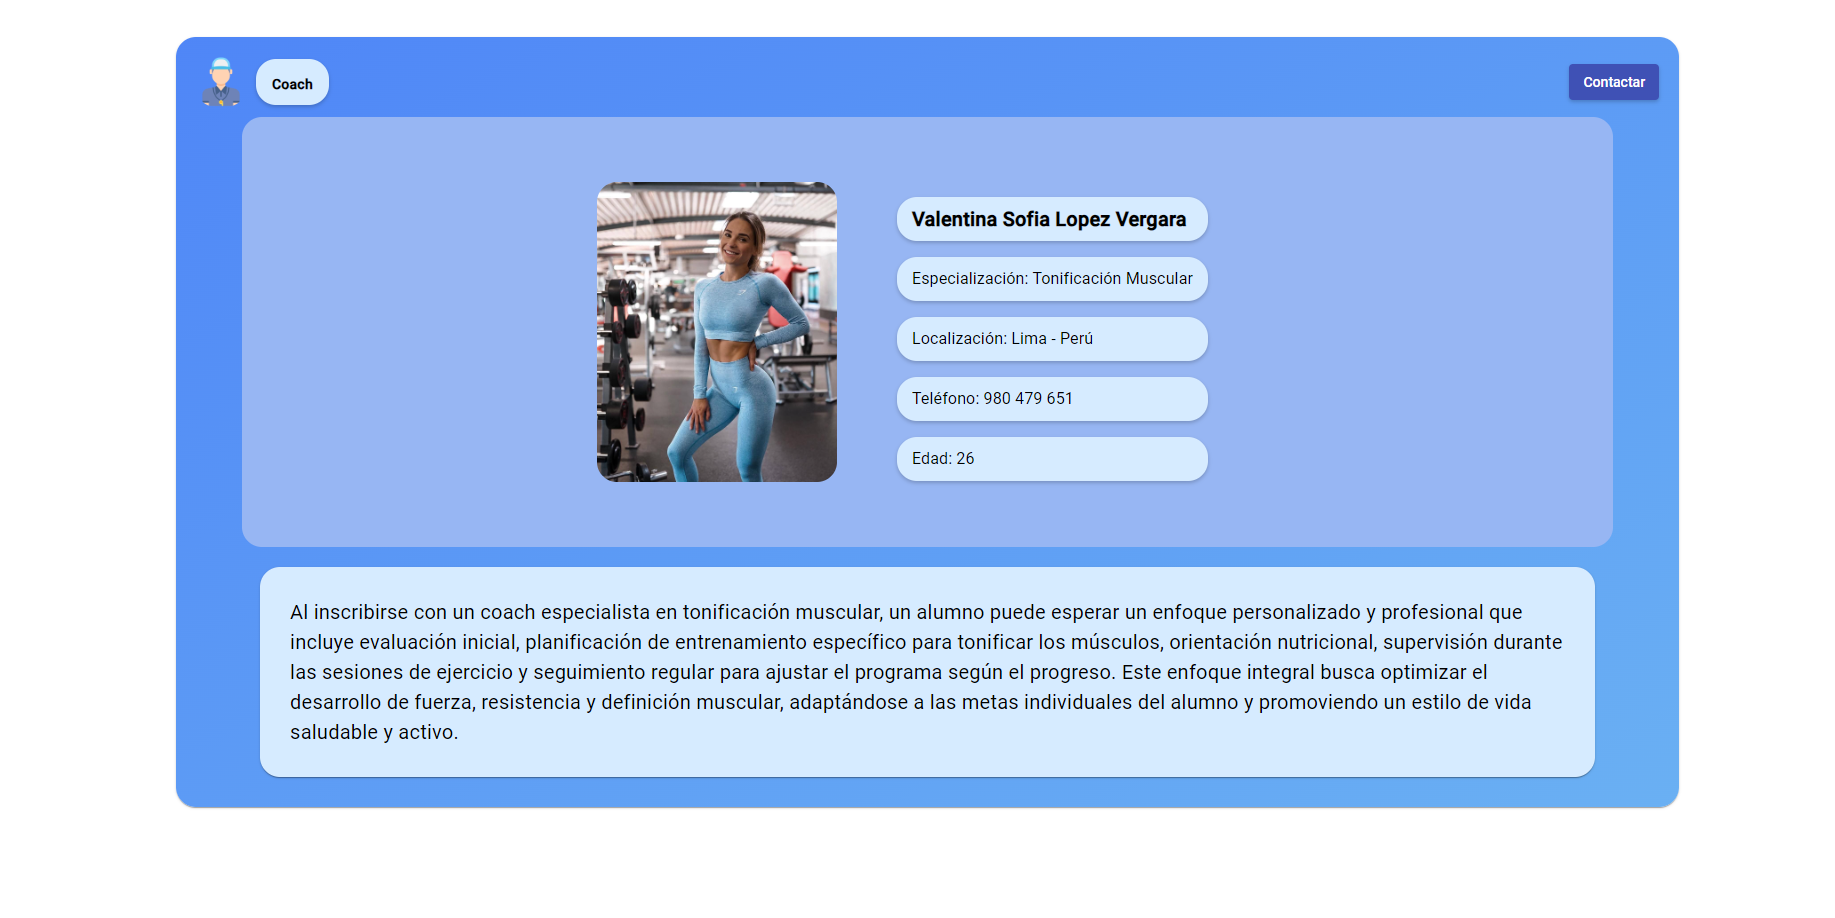 Coach
Contactar
Valentina Sofia Lopez Vergara
Especialización: Tonificación Muscular
Localización: Lima - Perú
Teléfono: 980 479 651
Edad: 26
Al inscribirse con un coach especialista en tonificación muscular, un alumno puede esperar un enfoque personalizado y profesional que
incluye evaluación inicial, planificación de entrenamiento específico para tonificar los músculos, orientación nutricional, supervisión durante
las sesiones de ejercicio y seguimiento regular para ajustar el programa según el progreso. Este enfoque integral busca optimizar el
desarrollo de fuerza, resistencia y definición muscular, adaptándose a las metas individuales del alumno y promoviendo un estilo de vida
saludable y activo.